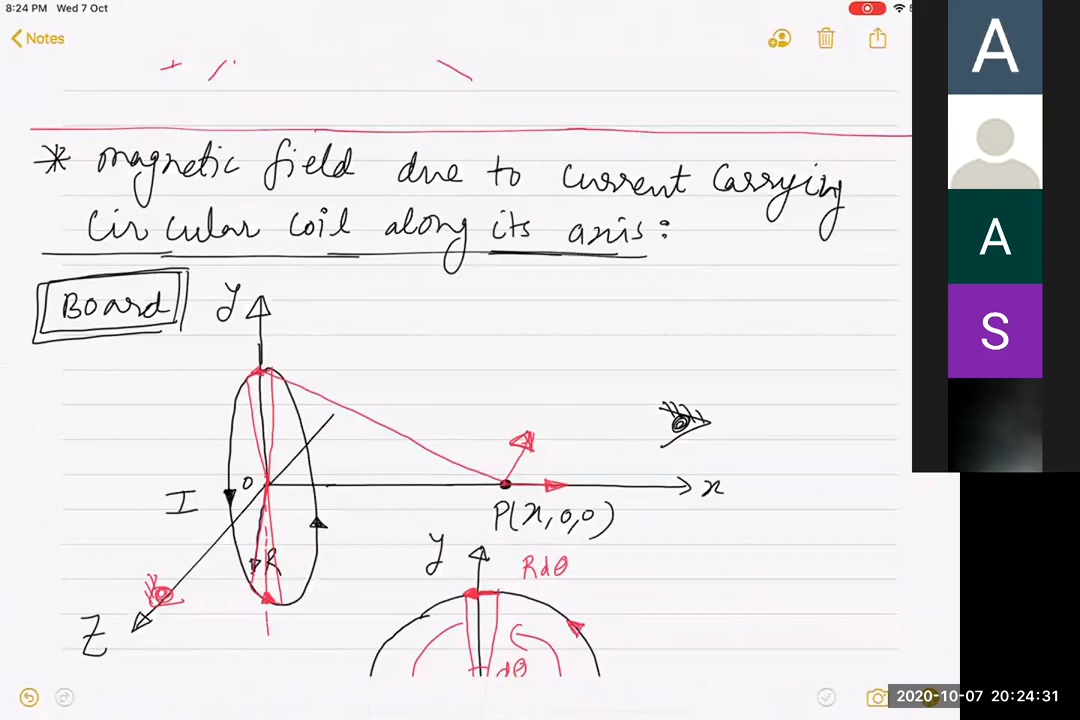 8:24 PM Wed 7 Oct
Notes
* magnetic field due to current carrying
circular coil along its axis:
Board
y
O
x
I
P(x,0,0)
R
y
Rdθ
Z
dθ
A
A
S
2020-10-07 20:24:31